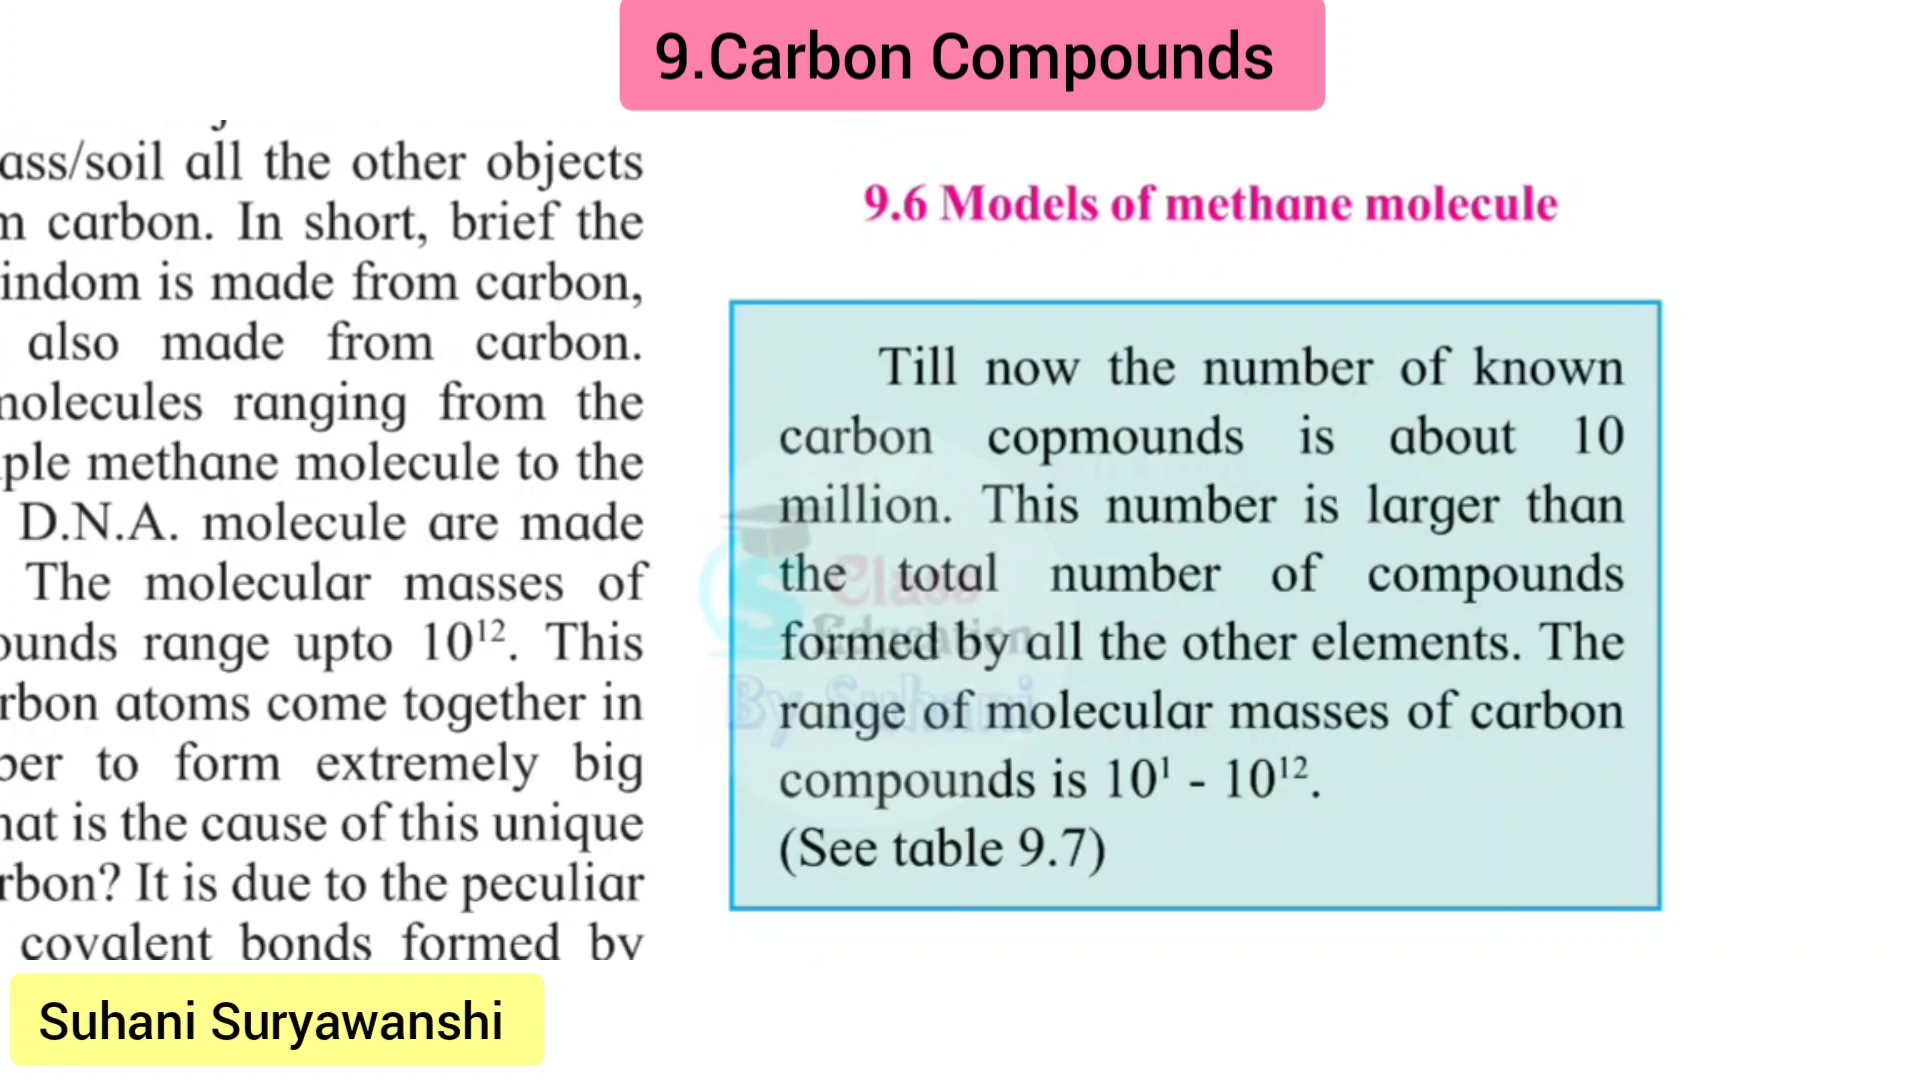 9.Carbon Compounds
ass/soil all the other objects
carbon. In short, brief the
indom is made from carbon,
also made from carbon.
molecules ranging from the
ple methane molecule to the
D.N.A. molecule are made
The molecular masses of
ounds range upto 10¹². This
rbon atoms come together in
ber to form extremely big
hat is the cause of this unique
rbon? It is due to the peculiar
covalent bonds formed by
9.6 Models of methane molecule
Till now the number of known
carbon copmounds is about 10
million. This number is larger than
the total number of compounds
formed by all the other elements. The
range of molecular masses of carbon
compounds is 10¹ - 10¹².
(See table 9.7)
Class
Education
By Suhani
Suhani Suryawanshi